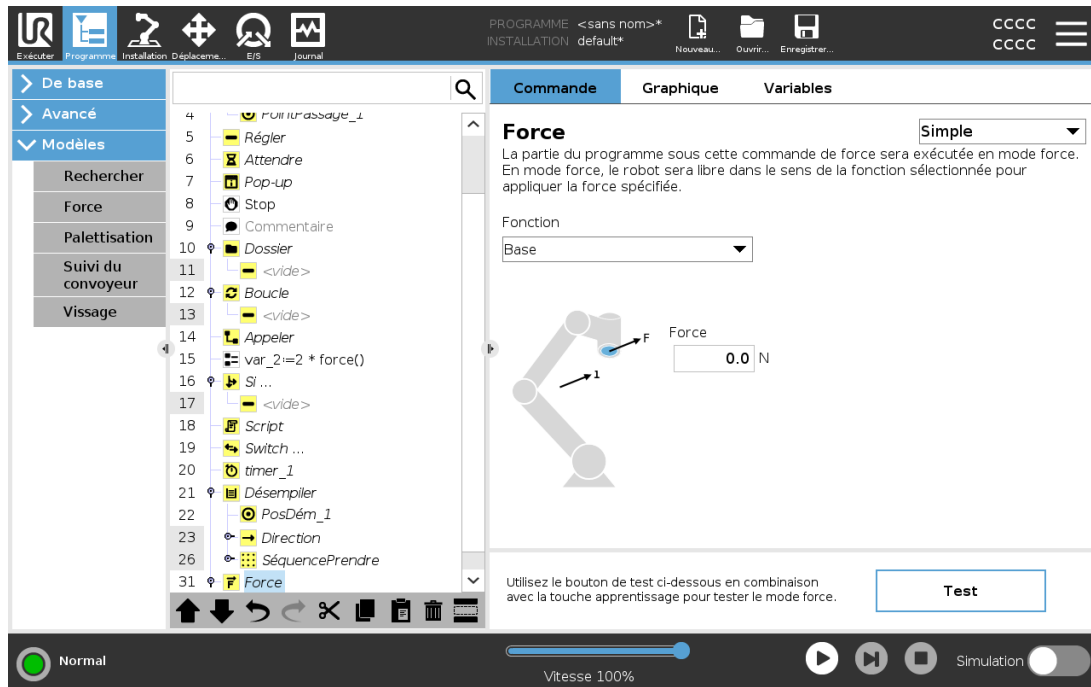 PROGRAMME <sans nom>*
INSTALLATION default*
CCCC
CCCC
Exécuter
Programme
Installation
Déplaceme...
E/S
Journal
Nouveau...
Ouvrir...
Enregistrer...
De base
Avancé
Modèles
Rechercher
Force
Palettisation
Suivi du
convoyeur
Vissage
4 PointPassage_1
5 Régler
6 Attendre
7 Pop-up
8 Stop
9 Commentaire
10 Dossier
11 <vide>
12 Boucle
13 <vide>
14 Appeler
15 var_2:=2 * force()
16 Si ...
17 <vide>
18 Script
19 Switch ...
20 timer_1
21 Désempiler
22 PosDém_1
23 Direction
26 SéquencePrendre
31 Force
Commande
Graphique
Variables
Force
Simple
La partie du programme sous cette commande de force sera exécutée en mode force.
En mode force, le robot sera libre dans le sens de la fonction sélectionnée pour
appliquer la force spécifiée.
Fonction
Base
F
1
Force
0.0 N
Utilisez le bouton de test ci-dessous en combinaison
avec la touche apprentissage pour tester le mode force.
Test
Normal
Vitesse 100%
Simulation